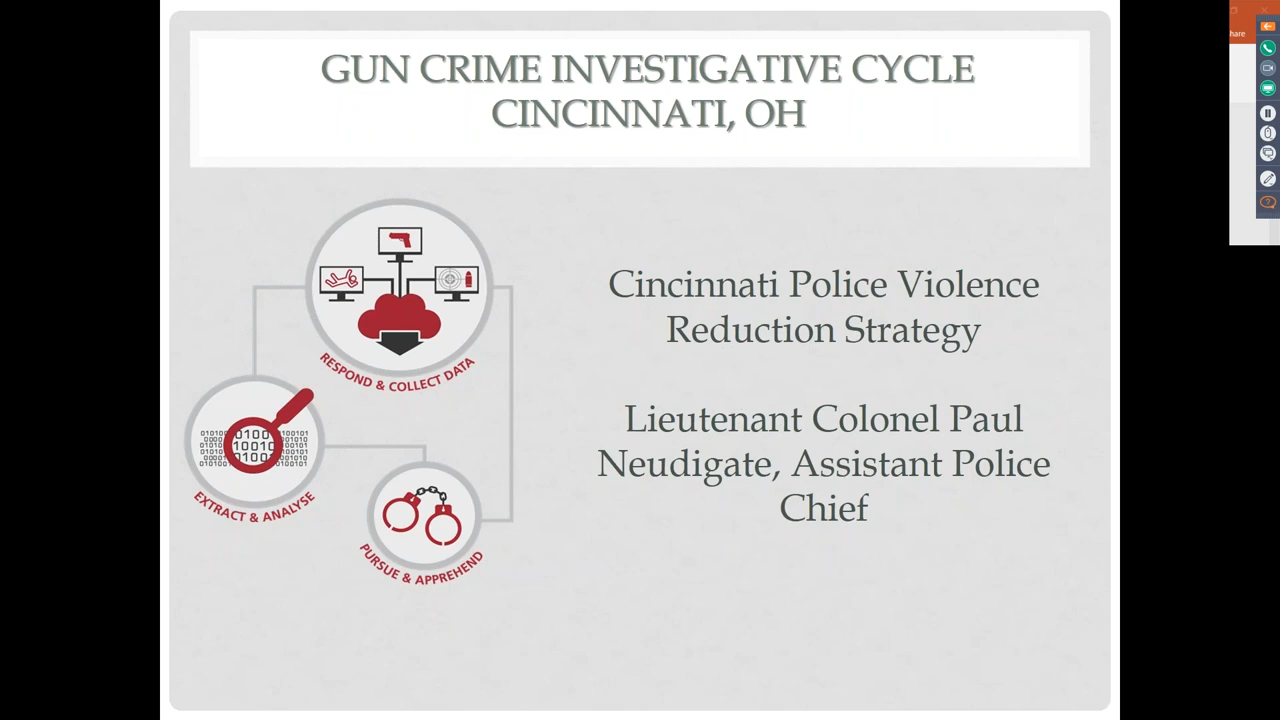 GUN CRIME INVESTIGATIVE CYCLE
CINCINNATI, OH
hare
RESPOND & COLLECT DATA
EXTRACT & ANALYSE
PURSUE & APPREHEND
Cincinnati Police Violence
Reduction Strategy
Lieutenant Colonel Paul
Neudigate, Assistant Police
Chief